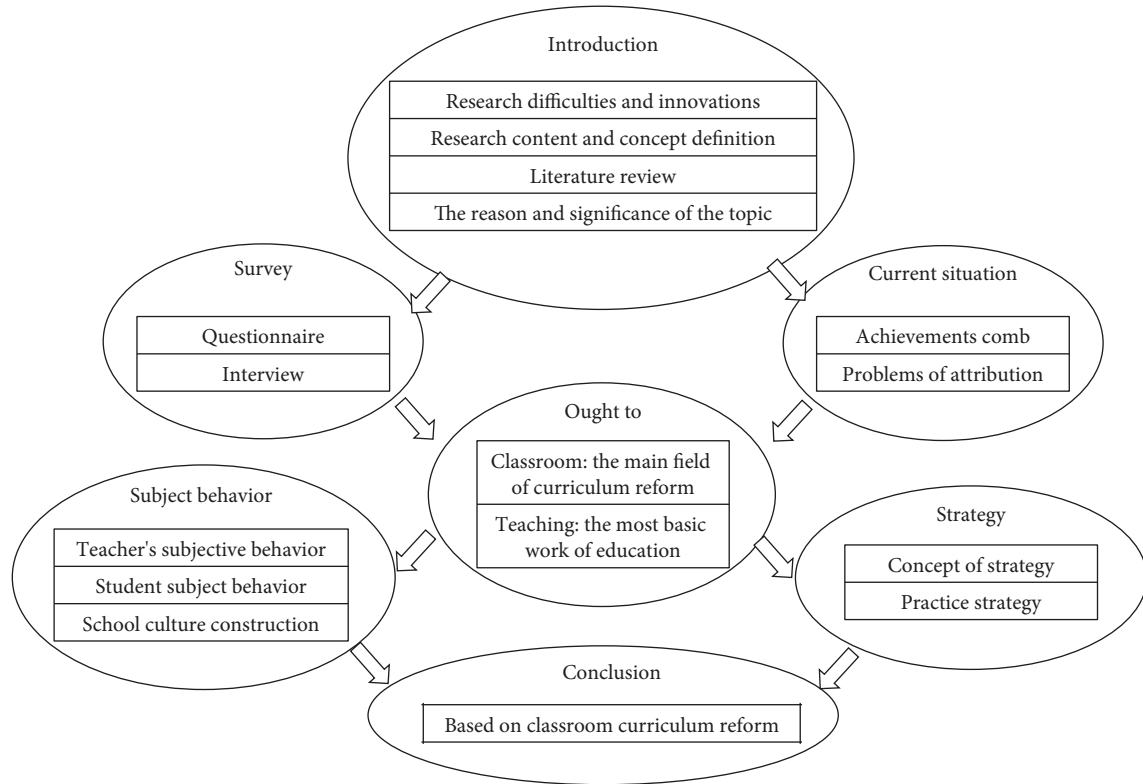 Introduction
Research difficulties and innovations
Research content and concept definition
Literature review
The reason and significance of the topic
Survey
Questionnaire
Interview
Current situation
Achievements comb
Problems of attribution
Ought to
Classroom: the main field
of curriculum reform
Teaching: the most basic
work of education
Subject behavior
Teacher's subjective behavior
Student subject behavior
School culture construction
Strategy
Concept of strategy
Practice strategy
Conclusion
Based on classroom curriculum reform